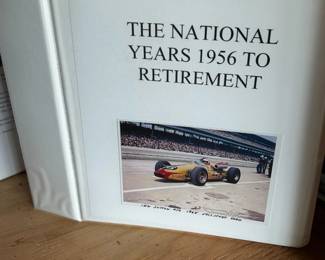 THE NATIONAL
YEARS 1956 TO
RETIREMENT